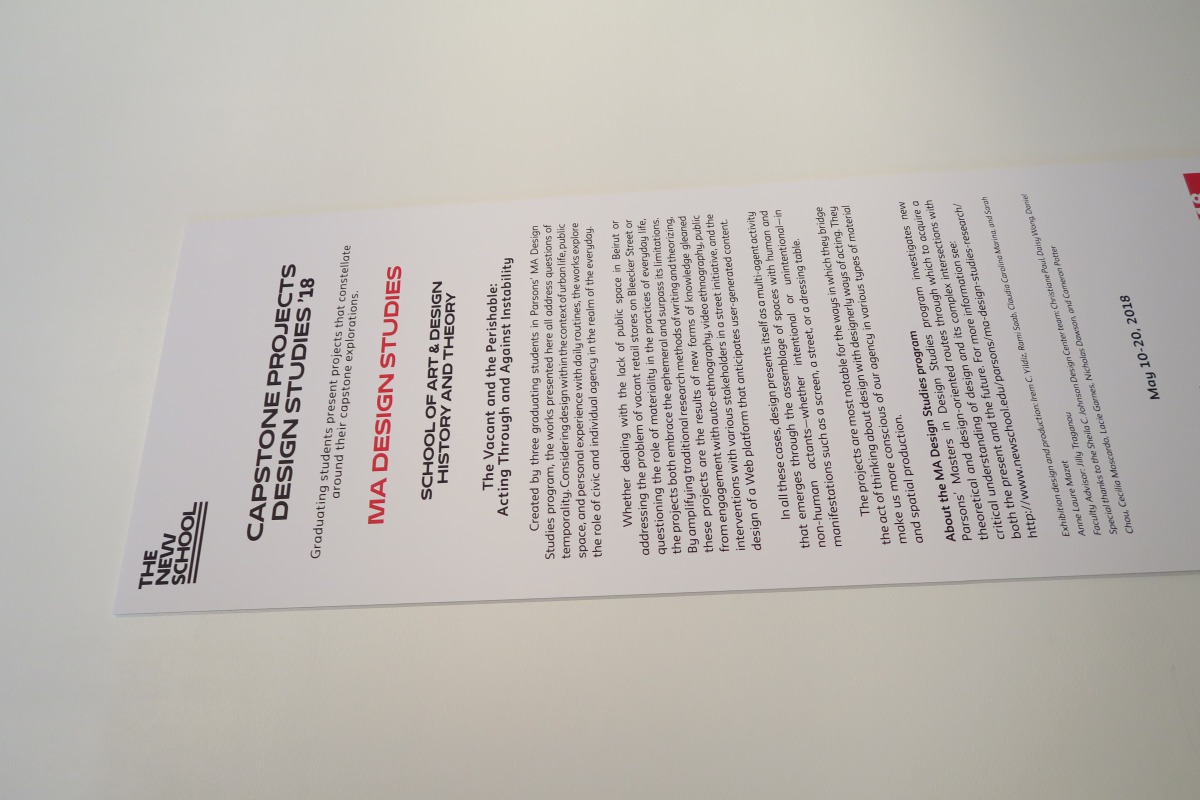 THE
NEW
SCHOOL
CAPSTONE PROJECTS
DESIGN STUDIES ’18
Graduating students present projects that constellate
around their capstone explorations.
MA DESIGN STUDIES
SCHOOL OF ART & DESIGN
HISTORY AND THEORY
The Vacant and the Perishable:
Acting Through and Against Instability
Created by three graduating students in Parsons’ MA Design
Studies program, the works presented here all address questions of
temporality. Considering design within the context of urban life, public
space, and personal experience with daily routines, the works explore
the role of civic and individual agency in the realm of the everyday.
Whether dealing with the lack of public space in Beirut or
addressing the problem of vacant retail stores on Bleecker Street or
questioning the role of materiality in the practices of everyday life,
the projects both embrace the ephemeral and surpass its limitations.
By amplifying traditional research methods of writing and theorizing,
these projects are the results of new forms of knowledge gleaned
from engagement with auto-ethnography, video ethnography, public
interventions with various stakeholders in a street initiative, and the
design of a Web platform that anticipates user-generated content.
In all these cases, design presents itself as a multi-agent activity
that emerges through the assemblage of spaces with human and
non-human actants—whether intentional or unintentional—in
manifestations such as a screen, a street, or a dressing table.
The projects are most notable for the ways in which they bridge
the act of thinking about design with designerly ways of acting. They
make us more conscious of our agency in various types of material
and spatial production.
About the MA Design Studies program
Parsons’ Masters in Design Studies program investigates new
theoretical and design-oriented routes through which to acquire a
critical understanding of design and its complex intersections with
both the present and the future. For more information see:
http://www.newschool.edu/parsons/ma-design-studies-research/
Exhibition design and production: Irem C. Yildiz, Rami Saab, Claudia Carolina Marina, and Sarah
Anne Laure Mazet.
Faculty Advisor: Jilly Traganou
Special thanks to the Sheila C. Johnson Design Center team: Christiane Paul, Daisy Wong, Daniel
Chou, Cecilia Moscardo, Lacie Garnes, Nicholas Dawson, and Cameron Potter
May 10-20, 2018